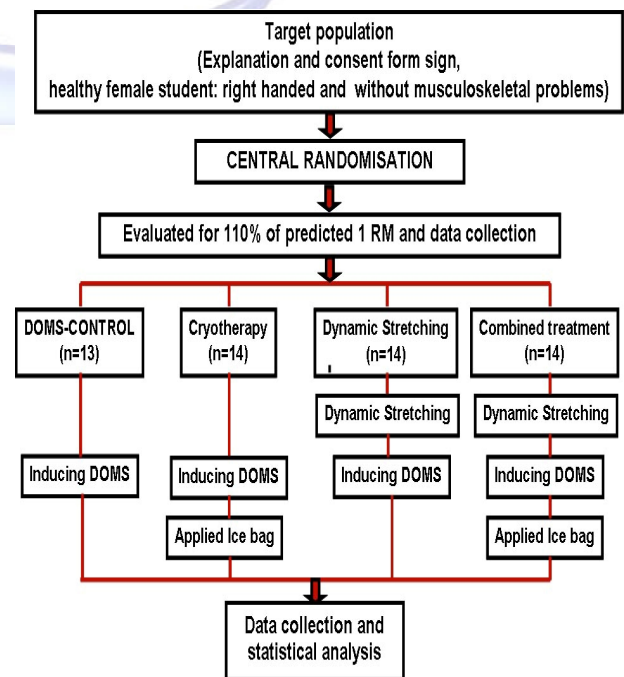 Target population
(Explanation and consent form sign,
healthy female student: right handed and without musculoskeletal problems)
CENTRAL RANDOMISATION
Evaluated for 110% of predicted 1 RM and data collection
DOMS-CONTROL
(n=13)
Cryotherapy
(n=14)
Dynamic Stretching
(n=14)
Combined treatment
(n=14)
Dynamic Stretching
Dynamic Stretching
Inducing DOMS
Inducing DOMS
Inducing DOMS
Inducing DOMS
Applied Ice bag
Applied Ice bag
Data collection and
statistical analysis